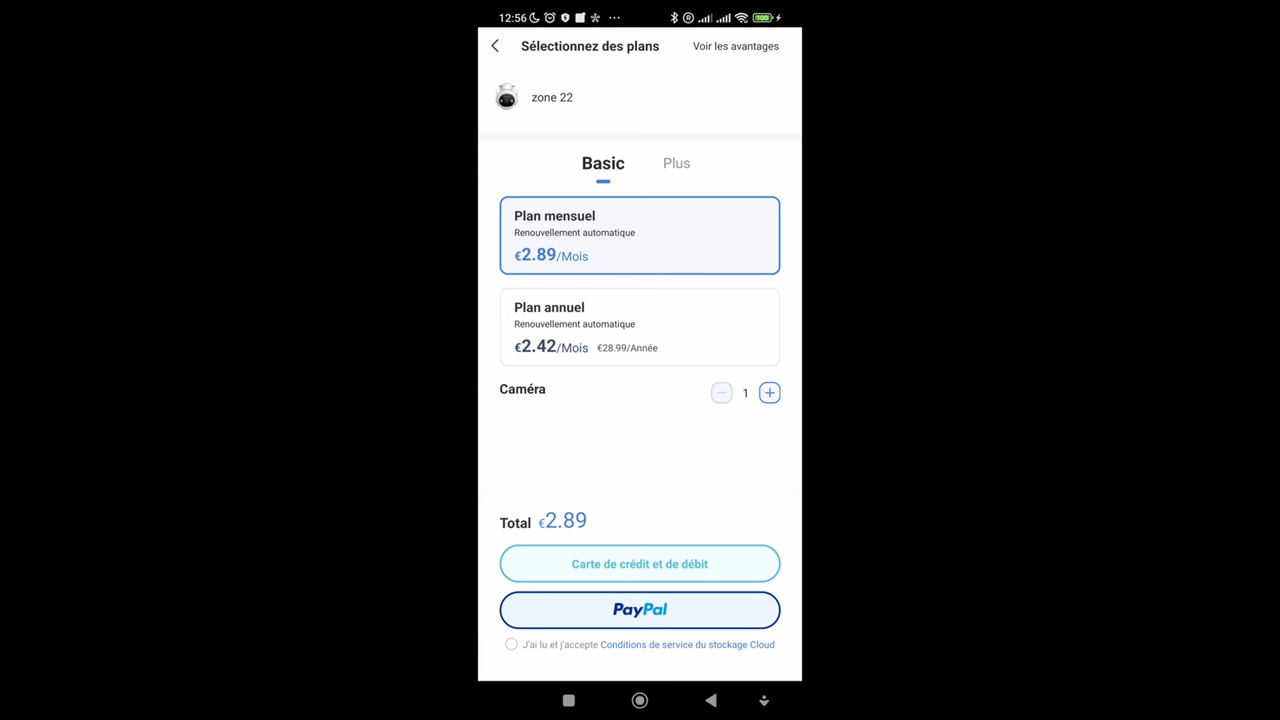 12:56
100
Sélectionnez des plans
Voir les avantages
zone 22
Basic
Plus
Plan mensuel
Renouvellement automatique
€2.89/Mois
Plan annuel
Renouvellement automatique
€2.42/Mois €28.99/Année
Caméra
1
Total €2.89
Carte de crédit et de débit
PayPal
J'ai lu et j'accepte Conditions de service du stockage Cloud